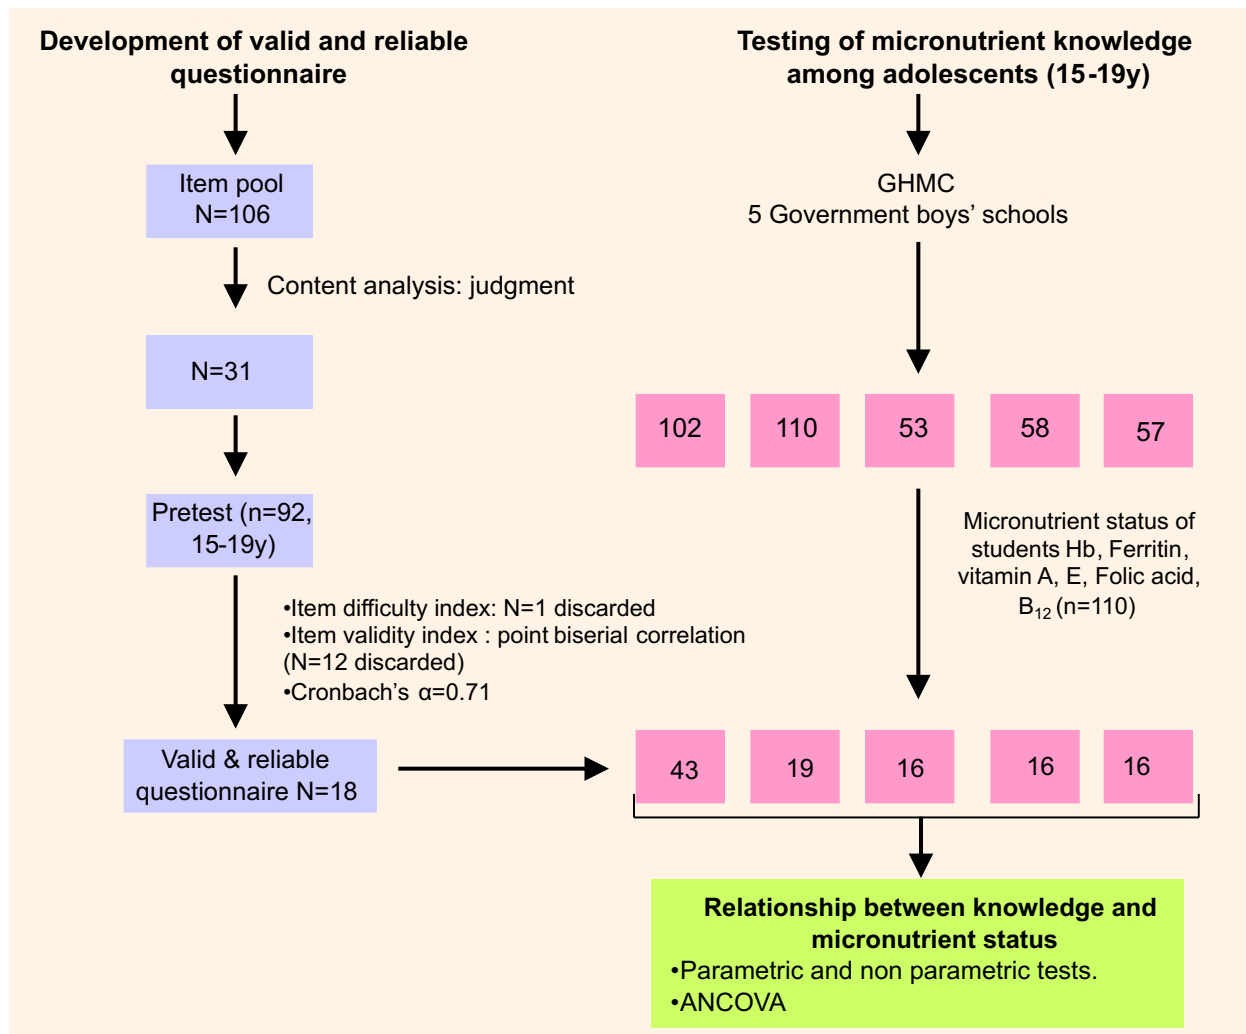 Development of valid and reliable
questionnaire
Item pool
N=106
Content analysis: judgment
N=31
Pretest (n=92,
15-19y)
•Item difficulty index: N=1 discarded
•Item validity index : point biserial correlation
(N=12 discarded)
•Cronbach's α=0.71
Valid & reliable
questionnaire N=18
Testing of micronutrient knowledge
among adolescents (15-19y)
GHMC
5 Government boys' schools
102 110 53 58 57
Micronutrient status of
students Hb, Ferritin,
vitamin A, E, Folic acid,
B12 (n=110)
43 19 16 16 16
Relationship between knowledge and
micronutrient status
•Parametric and non parametric tests.
•ANCOVA